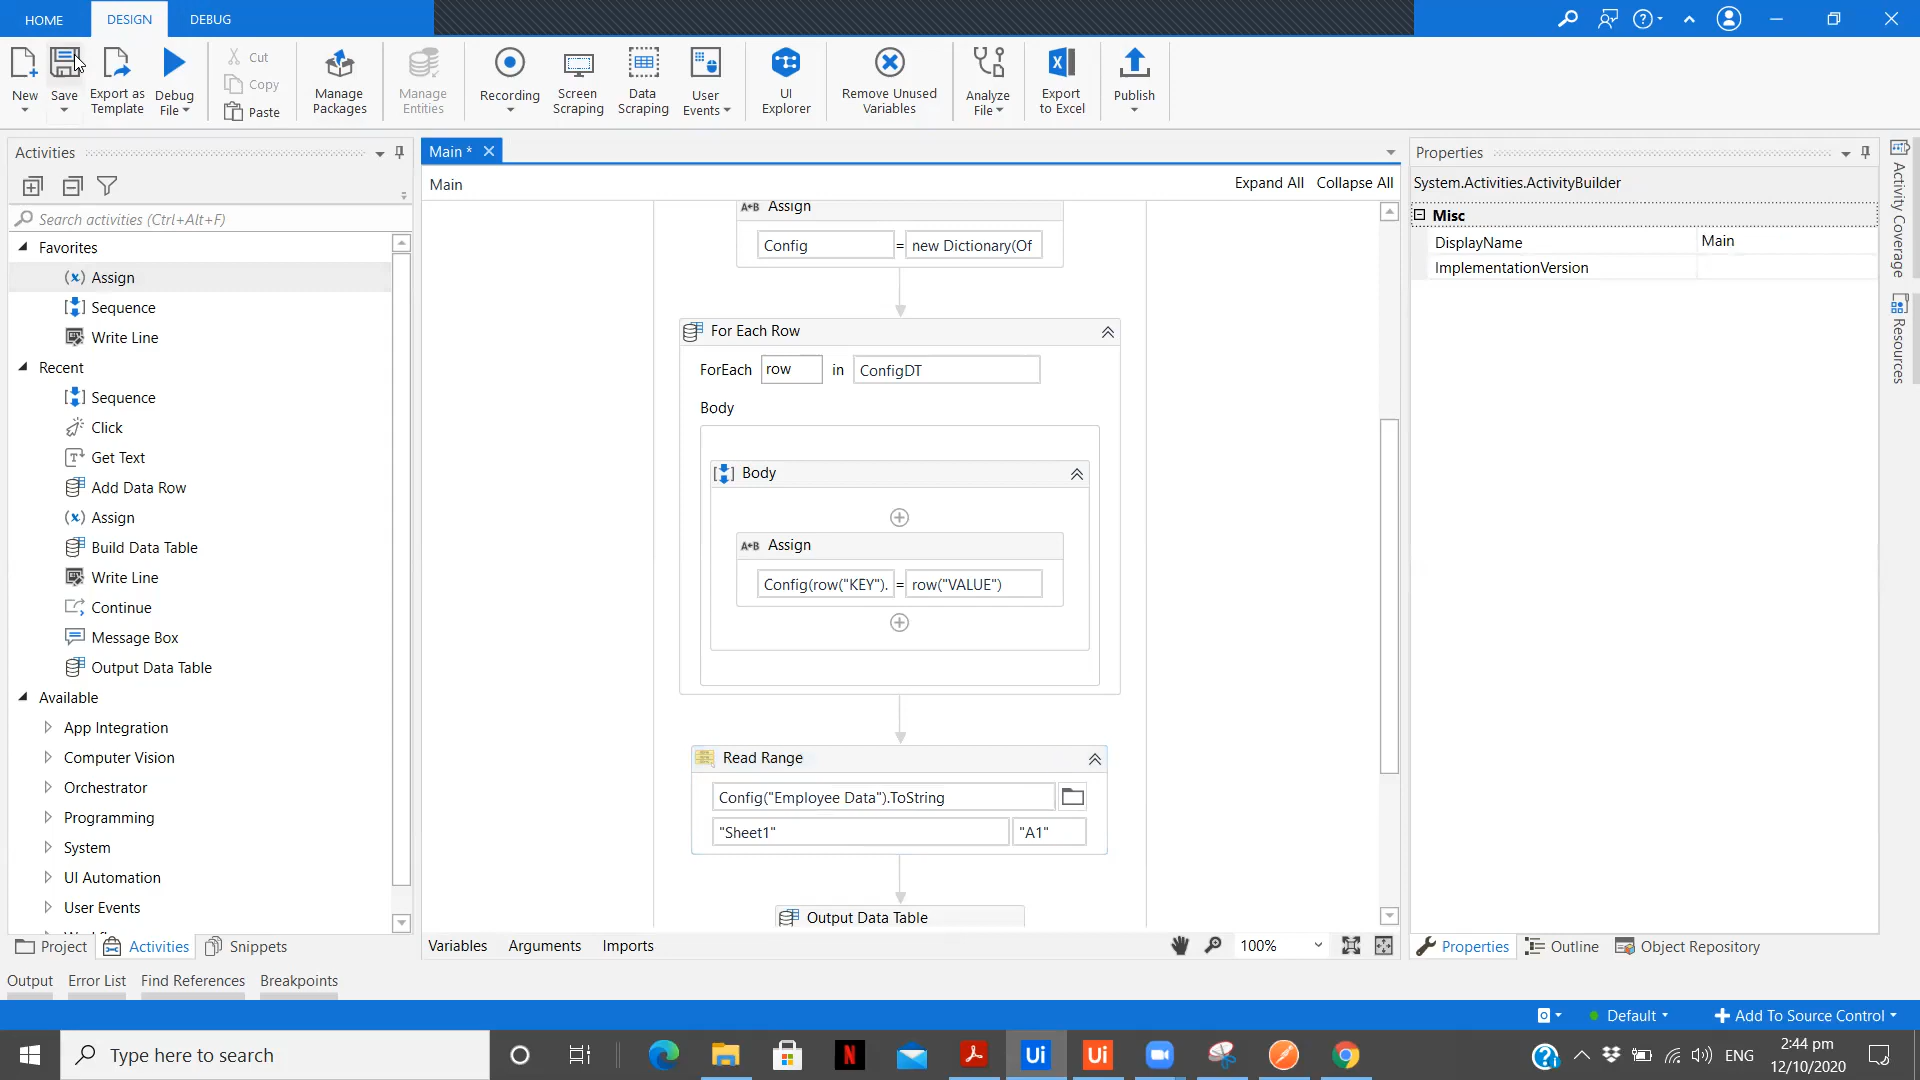 HOME DESIGN DEBUG
New
Save
Export as
Template
Debug
File
Cut
Copy
Paste
Manage
Packages
Manage
Entities
Recording
Screen
Scraping
Data
Scraping
User
Events
UI
Explorer
Remove Unused
Variables
Analyze
File
Export
to Excel
Publish
Activities
Search activities (Ctrl+Alt+F)
Favorites
Assign
Sequence
Write Line
Recent
Sequence
Click
Get Text
Add Data Row
Assign
Build Data Table
Write Line
Continue
Message Box
Output Data Table
Available
App Integration
Computer Vision
Orchestrator
Programming
System
UI Automation
User Events
Project Activities Snippets
Main *
Main Expand All Collapse All
A+B Assign
Config = new Dictionary(Of
For Each Row
ForEach row in ConfigDT
Body
Body
A+B Assign
Config(row("KEY"). = row("VALUE")
Read Range
Config("Employee Data").ToString
"Sheet1" "A1"
Output Data Table
Variables Arguments Imports 100%
Properties
System.Activities.ActivityBuilder
Misc
DisplayName Main
ImplementationVersion
Activity Coverage
Resources
Properties Outline Object Repository
Output Error List Find References Breakpoints
Default Add To Source Control
Type here to search
Ui
Ui
ENG
2:44 pm
12/10/2020